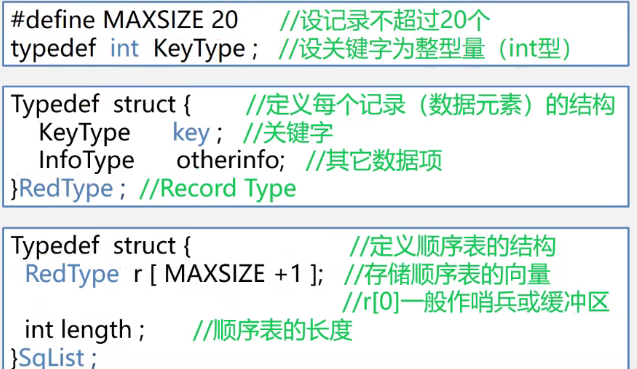 #define MAXSIZE 20 //设记录不超过20个
typedef int KeyType ; //设关键字为整型量（int型）
Typedef struct { //定义每个记录（数据元素）的结构
KeyType key ; //关键字
InfoType otherinfo; //其它数据项
}RedType ; //Record Type
Typedef struct { //定义顺序表的结构
RedType r [ MAXSIZE +1 ]; //存储顺序表的向量
//r[0]一般作哨兵或缓冲区
int length ; //顺序表的长度
}SqList ;